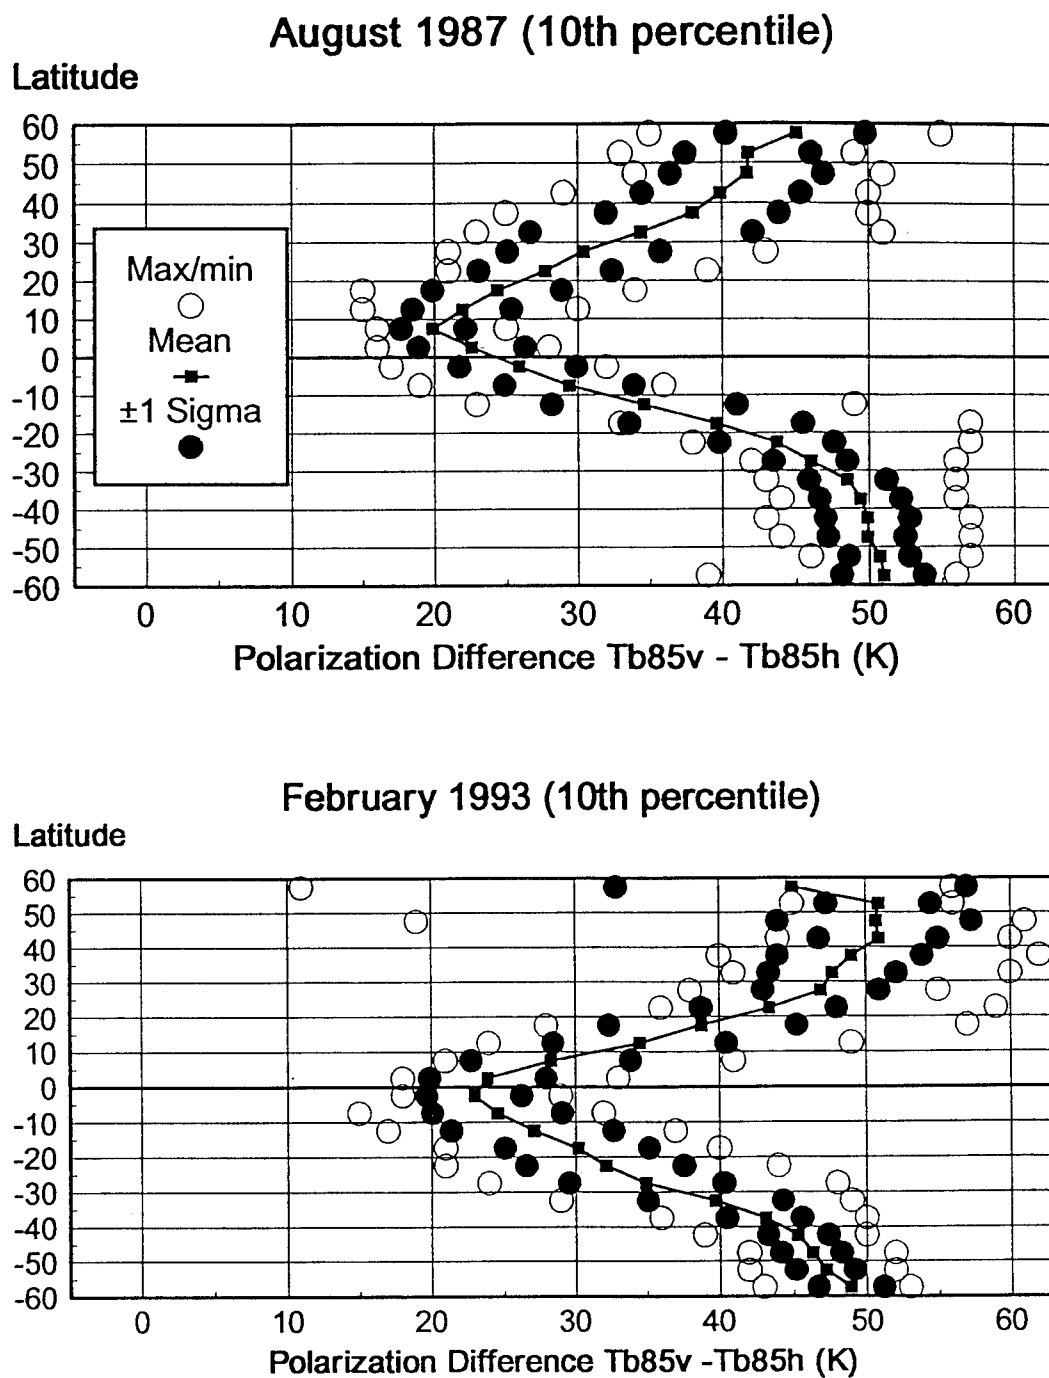 August 1987 (10th percentile)
Latitude
60
50
40
30
20
10
0
-10
-20
-30
-40
-50
-60
Max/min
Mean
±1 Sigma
0 10 20 30 40 50 60
Polarization Difference Tb85v - Tb85h (K)
February 1993 (10th percentile)
Latitude
60
50
40
30
20
10
0
-10
-20
-30
-40
-50
-60
0 10 20 30 40 50 60
Polarization Difference Tb85v -Tb85h (K)